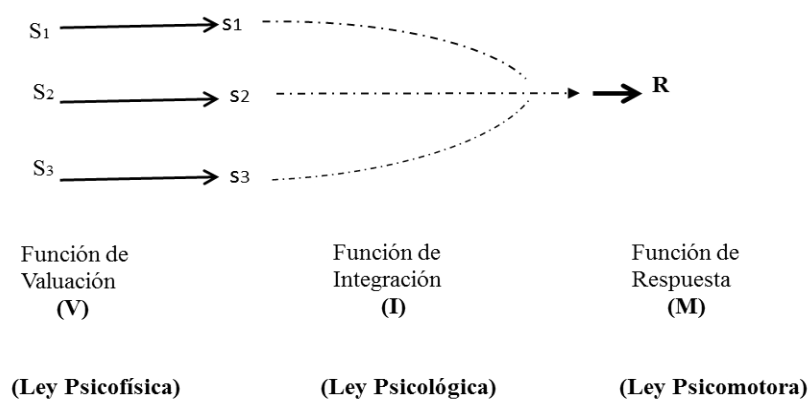 S1 s1
S2 s2 R
S3 s3
Función de Función de Función de
Valuación Integración Respuesta
(V) (I) (M)
(Ley Psicofísica) (Ley Psicológica) (Ley Psicomotora)